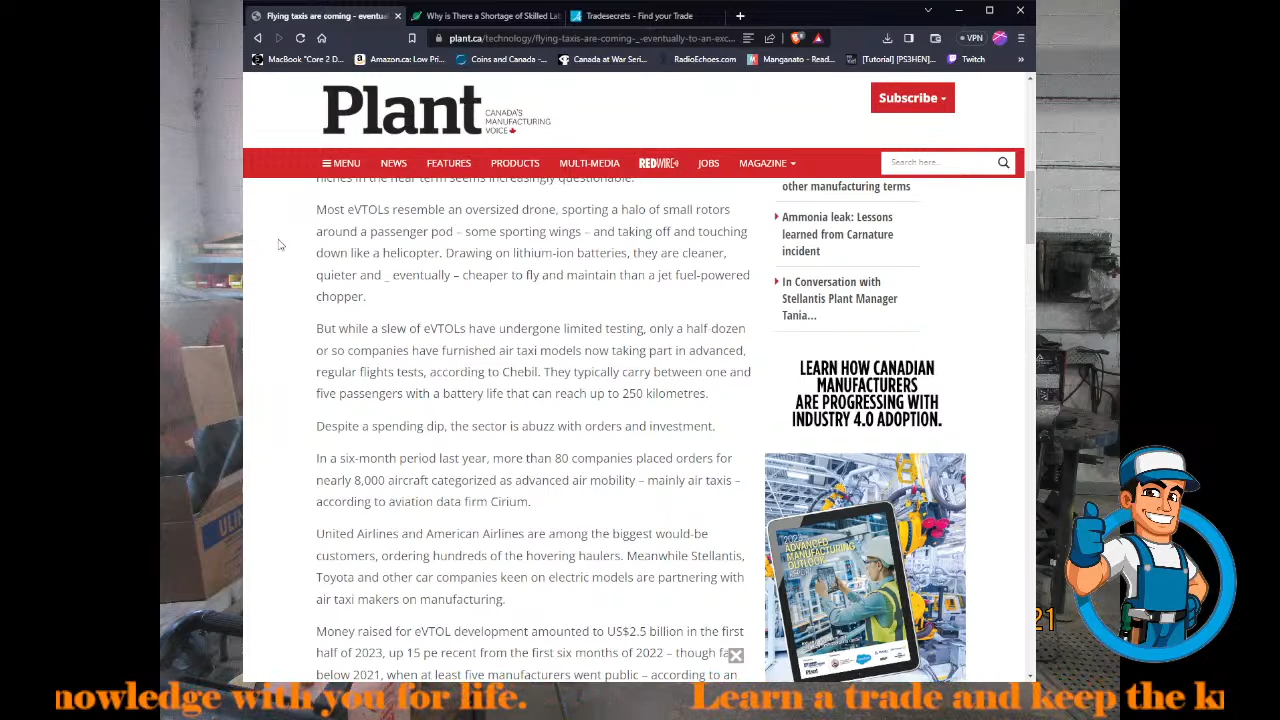 Flying taxis are coming - eventua
Why is There a Shortage of Skilled Lab
Tradesecrets - Find your Trade
plant.ca/technology/flying-taxis-are-coming-_-eventually-to-an-exc...
VPN
MacBook "Core 2 D...
Amazon.ca: Low Pri...
Coins and Canada -...
Canada at War Seri...
RadioEchoes.com
Manganato - Read...
[Tutorial] [PS3HEN]...
Twitch
Plant
CANADA'S
MANUFACTURING
VOICE
Subscribe
MENU
NEWS
FEATURES
PRODUCTS
MULTI-MEDIA
REDWIRE
JOBS
MAGAZINE
Search here...
niches in the near term seems increasingly questionable.
Most eVTOLs resemble an oversized drone, sporting a halo of small rotors
around a passenger pod – some sporting wings – and taking off and touching
down like a helicopter. Drawing on lithium-ion batteries, they are cleaner,
quieter and _ eventually – cheaper to fly and maintain than a jet fuel-powered
chopper.
But while a slew of eVTOLs have undergone limited testing, only a half-dozen
or so companies have furnished air taxi models now taking part in advanced,
regular flights tests, according to Chebil. They typically carry between one and
five passengers with a battery life that can reach up to 250 kilometres.
Despite a spending dip, the sector is abuzz with orders and investment.
In a six-month period last year, more than 80 companies placed orders for
nearly 8,000 aircraft categorized as advanced air mobility – mainly air taxis –
according to aviation data firm Cirium.
United Airlines and American Airlines are among the biggest would-be
customers, ordering hundreds of the hovering haulers. Meanwhile Stellantis,
Toyota and other car companies keen on electric models are partnering with
air taxi makers on manufacturing.
Money raised for eVTOL development amounted to US$2.5 billion in the first
half of 2023, up 15 pe recent from the first six months of 2022 – though fa
below 2021, when at least five manufacturers went public – according to an
other manufacturing terms
Ammonia leak: Lessons
learned from Carnature
incident
In Conversation with
Stellantis Plant Manager
Tania...
LEARN HOW CANADIAN
MANUFACTURERS
ARE PROGRESSING WITH
INDUSTRY 4.0 ADOPTION.
2023
ADVANCED
MANUFACTURING
OUTLOOK
REPORT
21
nowledge with you for life.
Learn a trade and keep the k